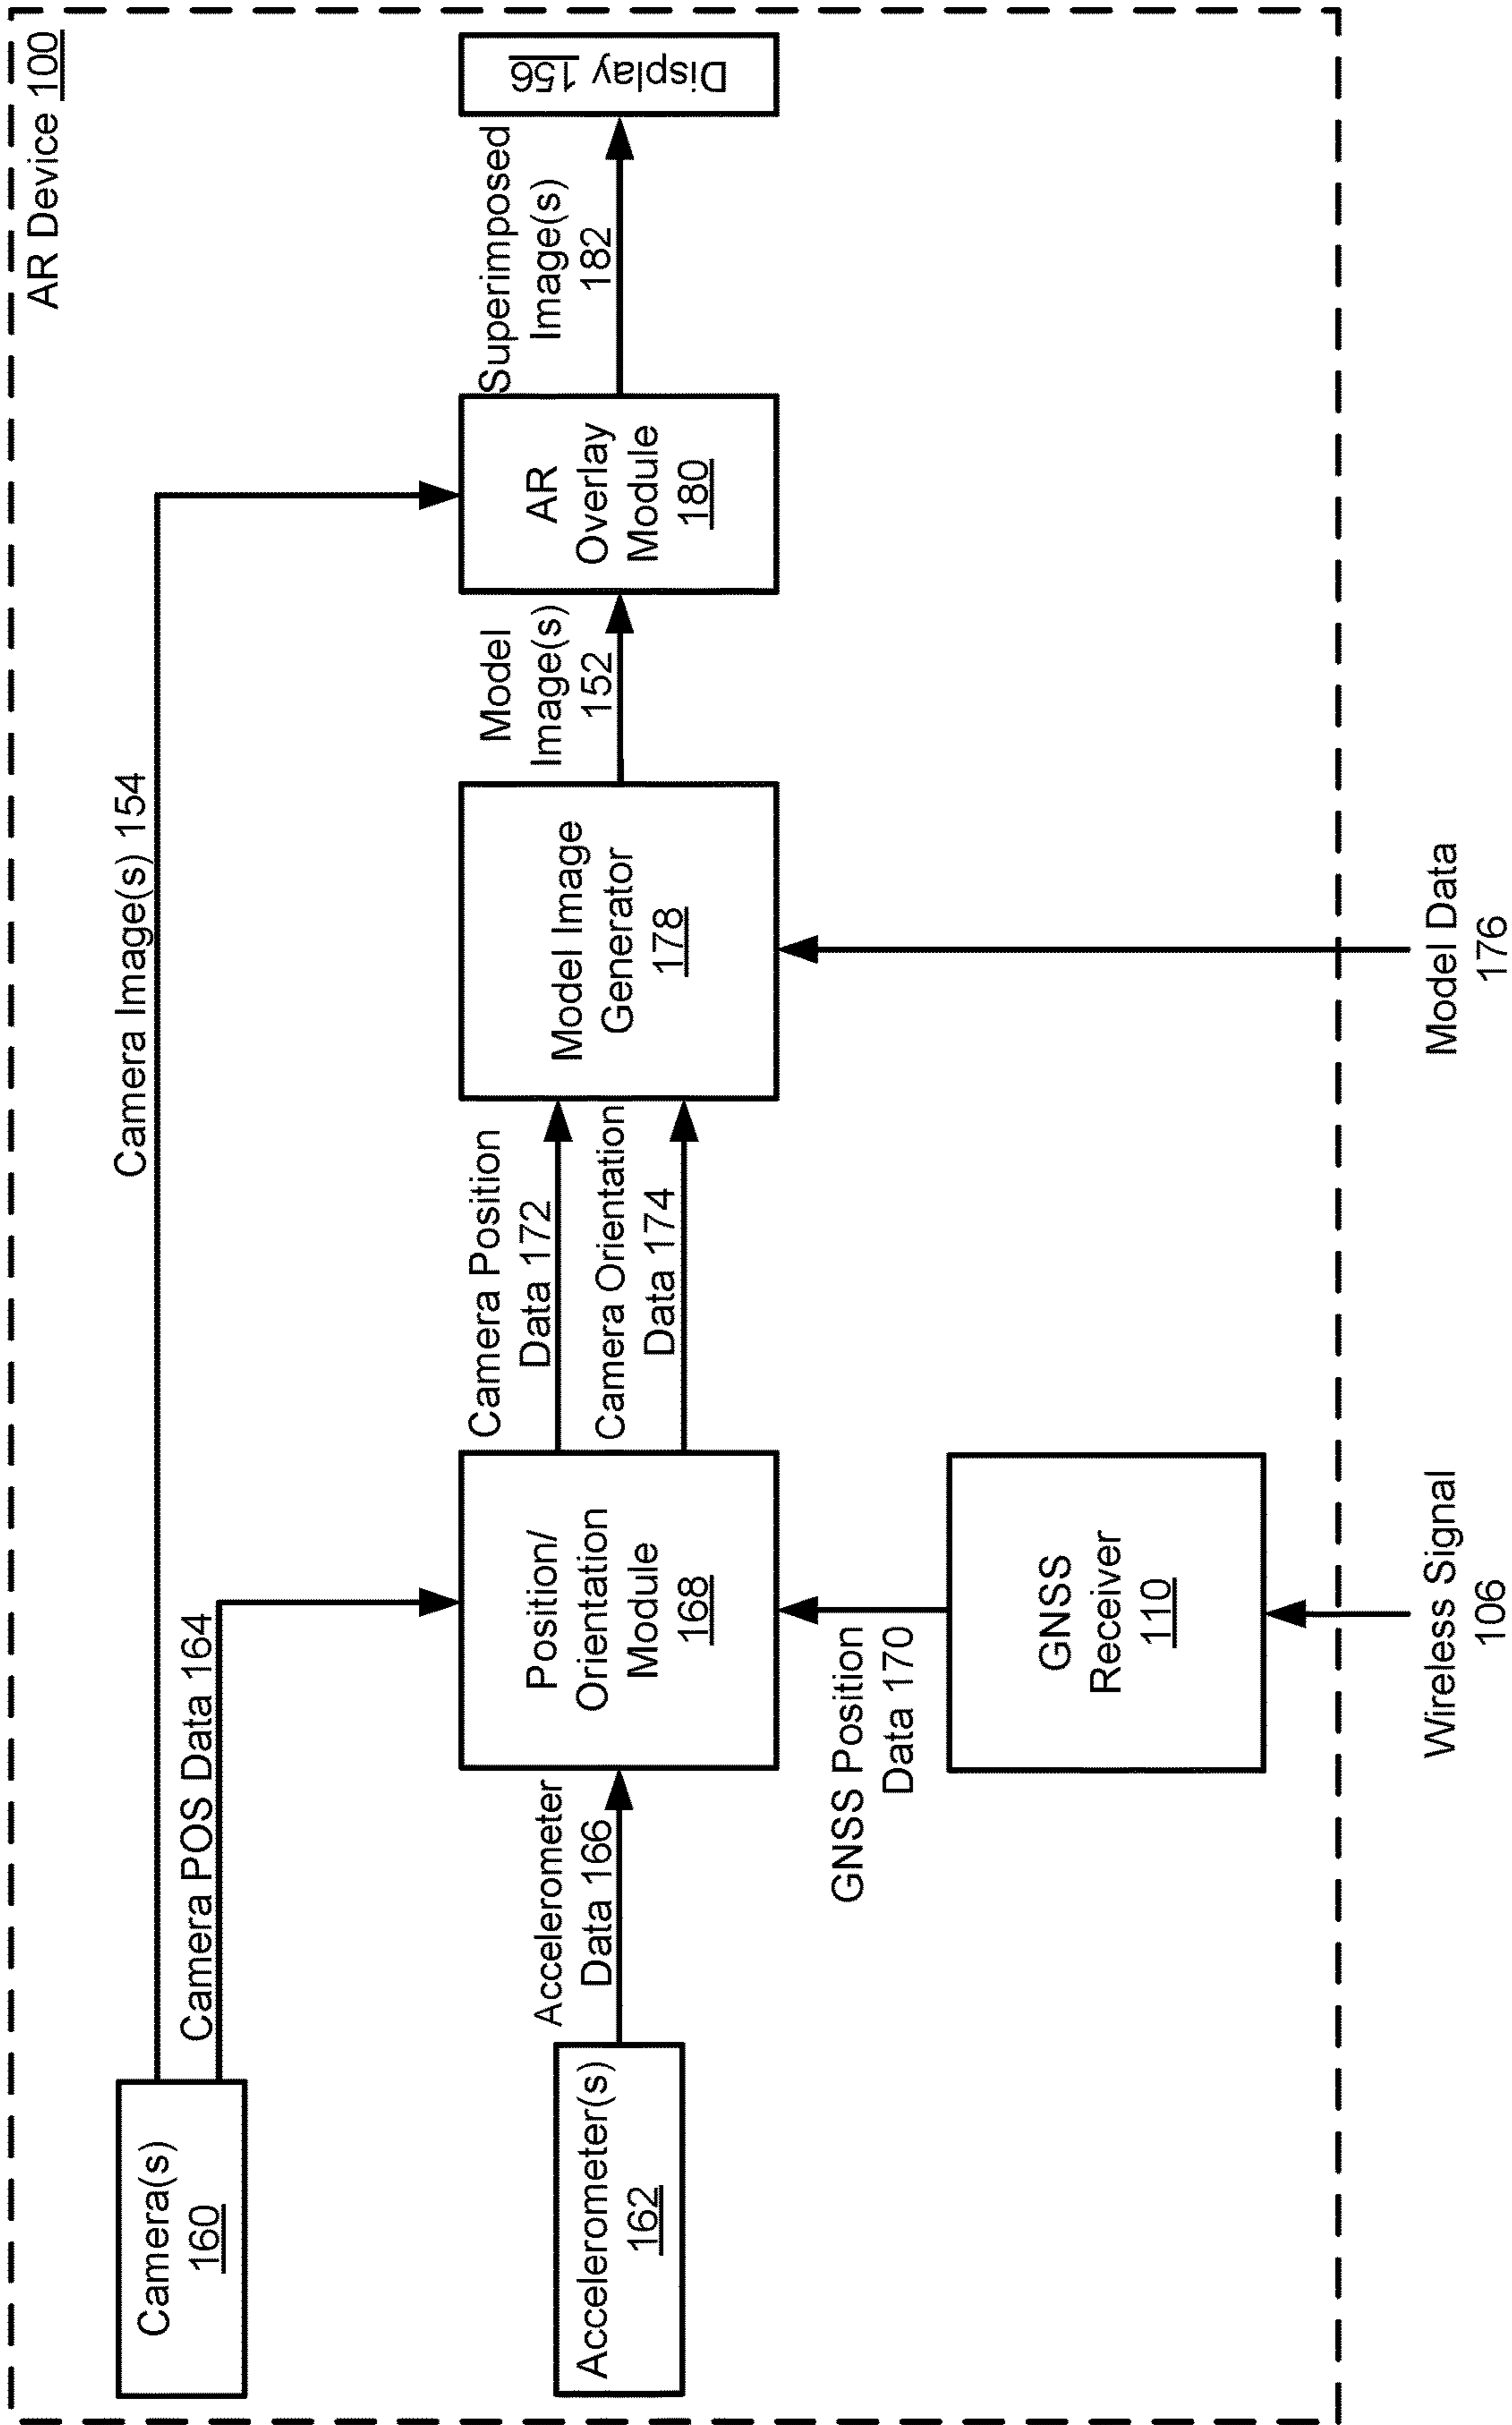 AR Device 100
Camera(s)
160
Camera Image(s) 154
Camera POS Data 164
Accelerometer(s)
162
Accelerometer
Data 166
Position/
Orientation
Module
168
GNSS Position
Data 170
GNSS
Receiver
110
Wireless Signal
106
Camera Position
Data 172
Camera Orientation
Data 174
Model Image
Generator
178
Model Data
176
Model
Image(s)
152
AR
Overlay
Module
180
Superimposed
Image(s)
182
Display 156